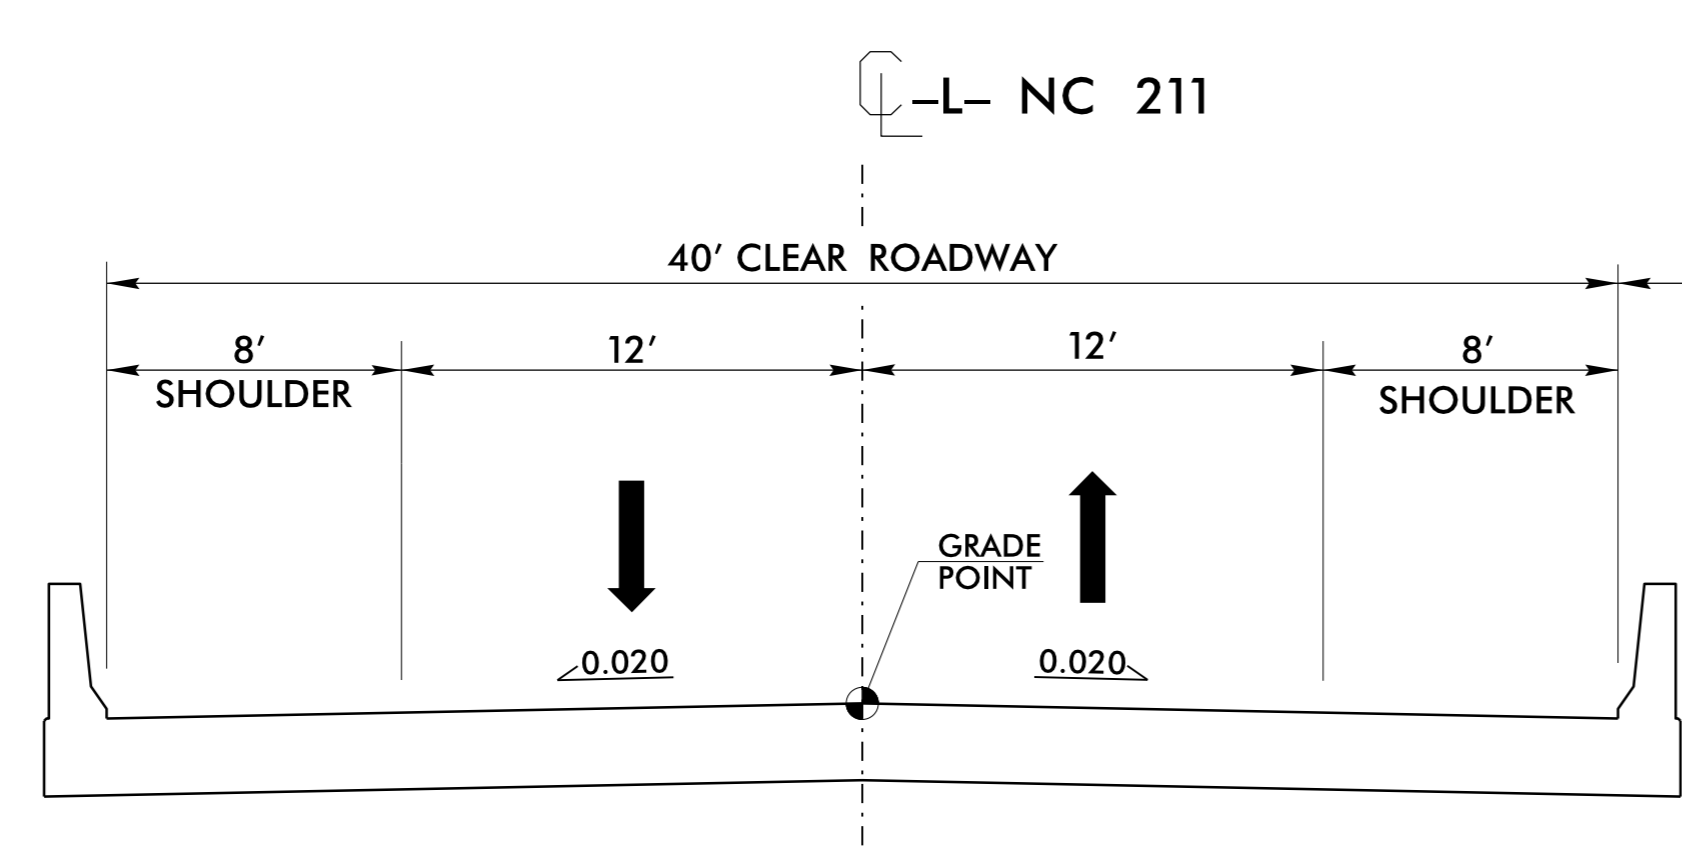 ℄ -L- NC 211
40' CLEAR ROADWAY
8' 12' 12' 8'
SHOULDER SHOULDER
GRADE
POINT
0.020 0.020